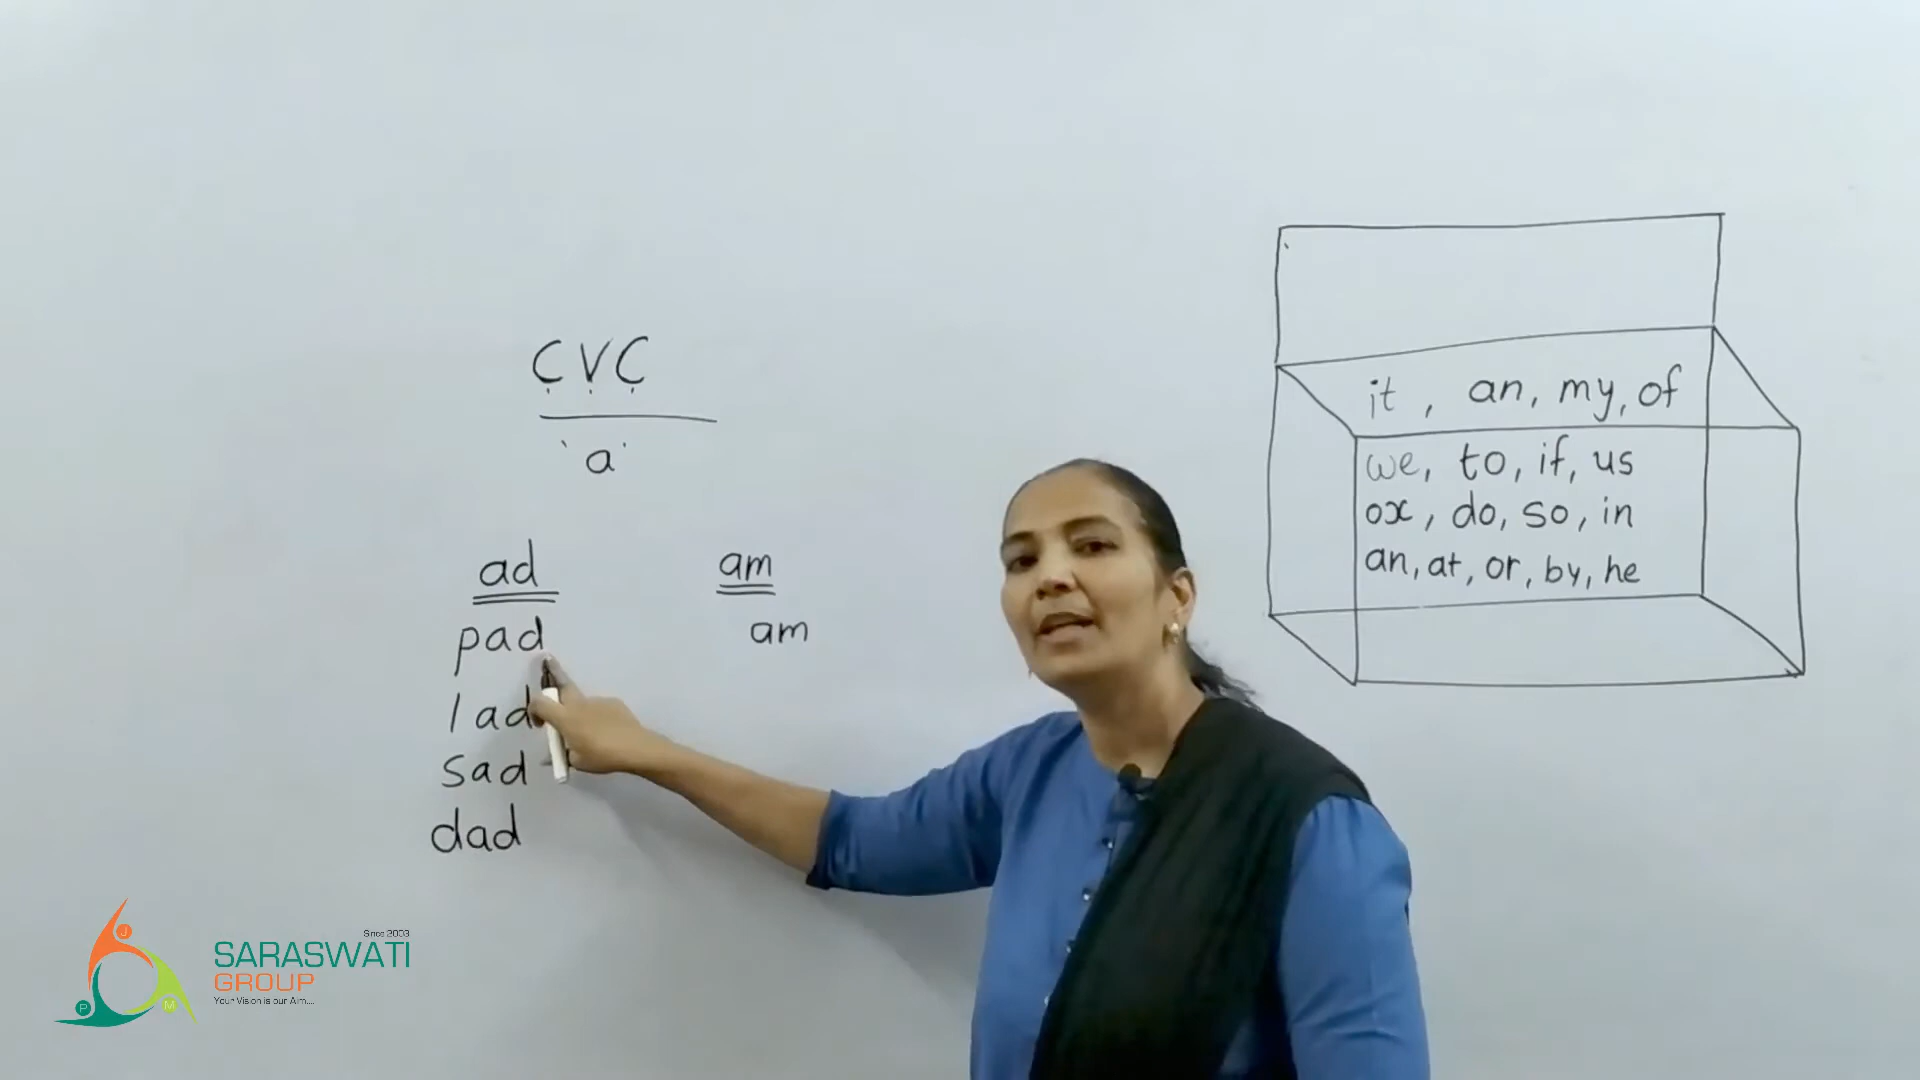 CVC
'a'
ad
pad
lad
sad
dad
am
am
it, an, my, of
we, to, if, us
ox, do, so, in
an, at, or, by, he
Since 2003
SARASWATI
GROUP
Your Vision is our Aim....
J
P
M